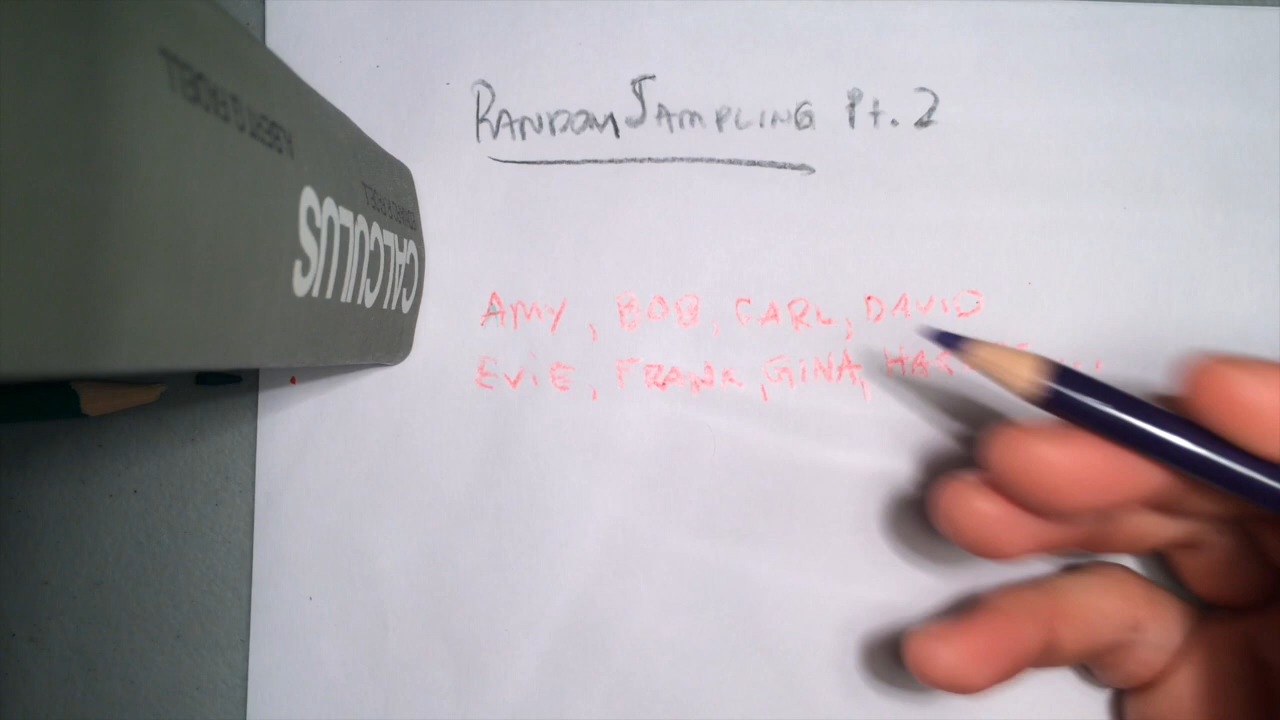 RANDOM SAMPLING Pt. 2
AMY, BOB, CARL, DAVID
EVIE, FRANK, GINA,
CALCULUS